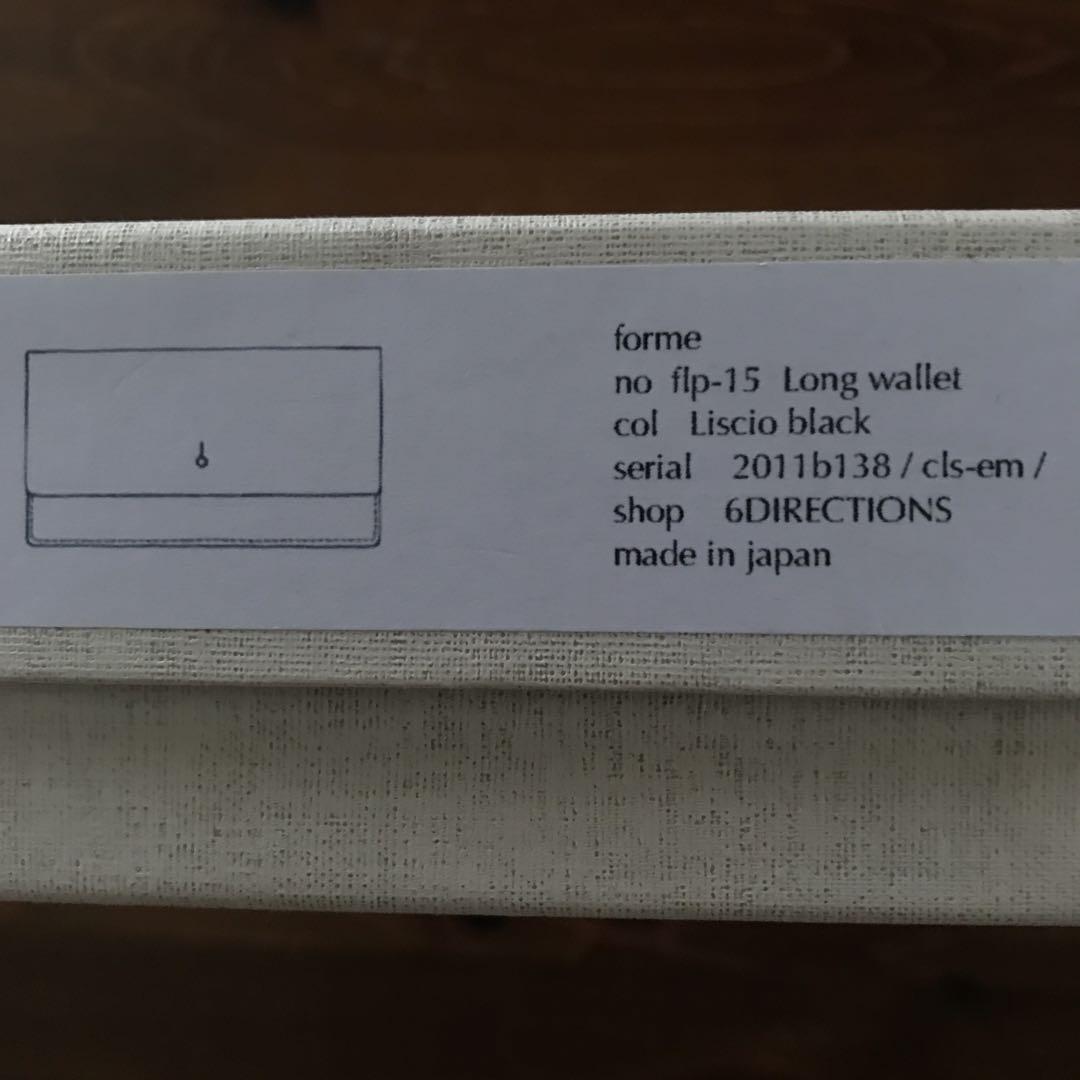 forme
no flp-15 Long wallet
col Liscio black
serial 2011b138 / cls-em /
shop 6DIRECTIONS
made in japan